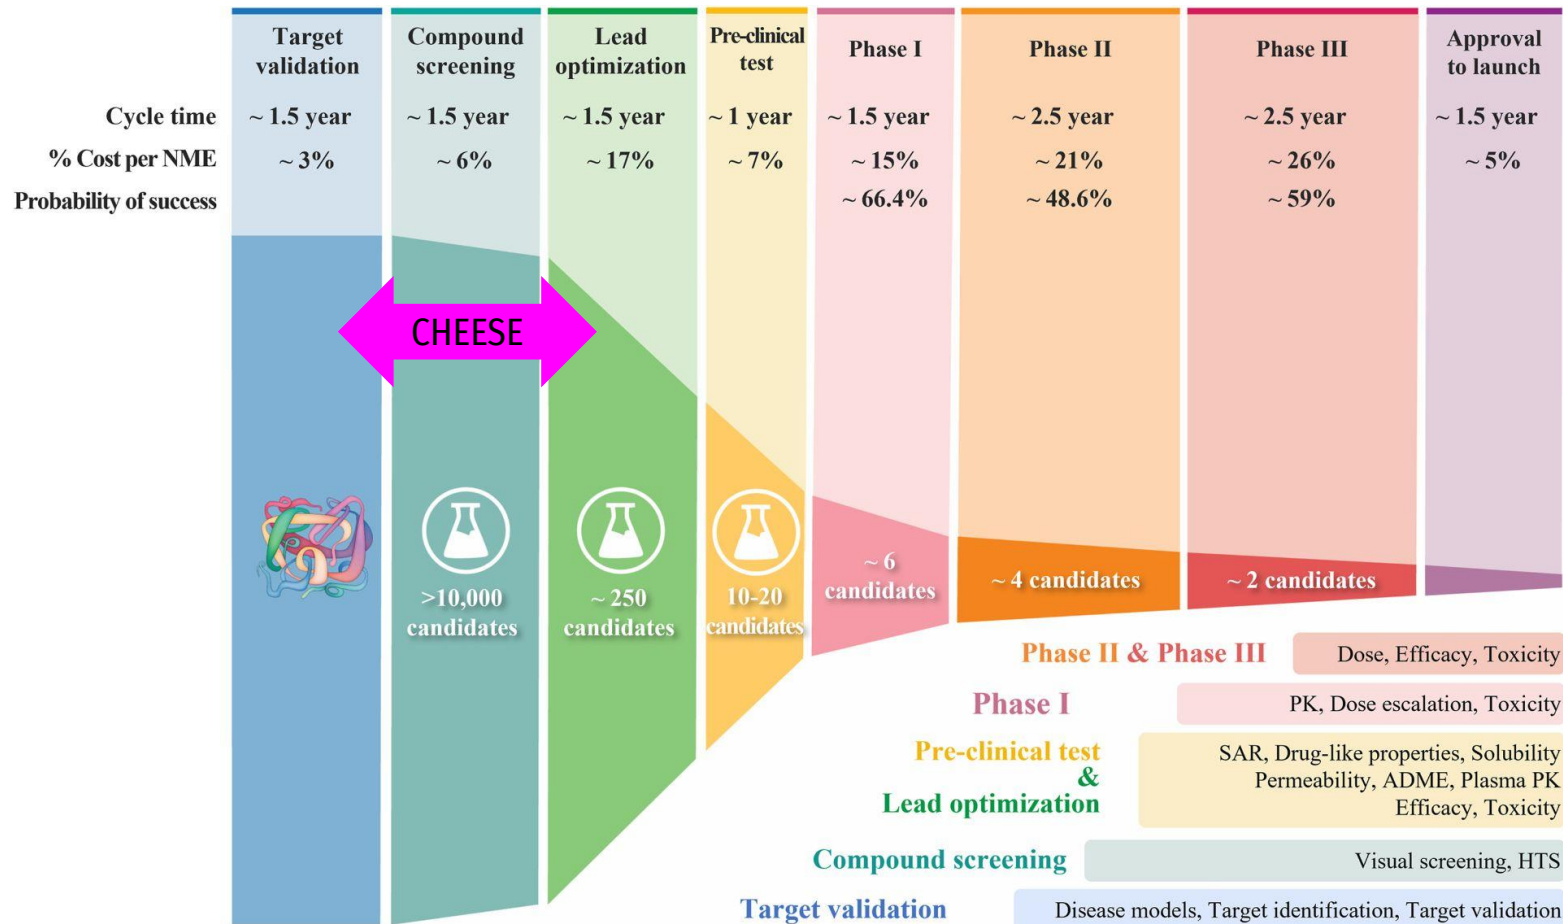 Target
validation
Compound
screening
Lead
optimization
Pre-clinical
test
Phase I
Phase II
Phase III
Approval
to launch
Cycle time
~ 1.5 year
~ 1.5 year
~ 1.5 year
~ 1 year
~ 1.5 year
~ 2.5 year
~ 2.5 year
~ 1.5 year
% Cost per NME
~ 3%
~ 6%
~ 17%
~ 7%
~ 15%
~ 21%
~ 26%
~ 5%
Probability of success
~ 66.4%
~ 48.6%
~ 59%
CHEESE
>10,000
candidates
~ 250
candidates
10-20
candidates
~ 6
candidates
~ 4 candidates
~ 2 candidates
Phase II & Phase III
Dose, Efficacy, Toxicity
Phase I
PK, Dose escalation, Toxicity
Pre-clinical test
&
Lead optimization
SAR, Drug-like properties, Solubility
Permeability, ADME, Plasma PK
Efficacy, Toxicity
Compound screening
Visual screening, HTS
Target validation
Disease models, Target identification, Target validation